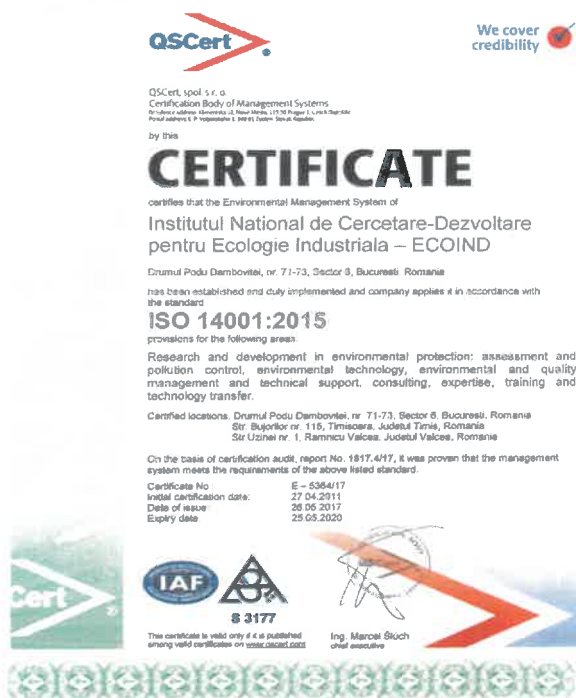 QSCert
We cover
credibility
QSCert, spol. s r. o.
Certification Body of Management Systems
by this
CERTIFICATE
certifies that the Environmental Management System of
Institutul National de Cercetare-Dezvoltare
pentru Ecologie Industriala – ECOIND
Drumul Podu Dambovitei, nr. 71-73, Sector 6, Bucuresti, Romania
has been established and duly implemented and company applies it in accordance with
the standard
ISO 14001:2015
provisions for the following areas:
Research and development in environmental protection: assessment and
pollution control, environmental technology, environmental and quality
management and technical support, consulting, expertise, training and
technology transfer.
Certified locations: Drumul Podu Dambovitei, nr. 71-73, Sector 6, Bucuresti, Romania
Str. Bujorilor nr. 115, Timisoara, Judetul Timis, Romania
Str Uzinei nr. 1, Ramnicu Valcea, Judetul Valcea, Romania
On the basis of certification audit, report No. 1817.4/17, it was proven that the management
system meets the requirements of the above listed standard.
Certificate No E – 5364/17
Initial certification date: 27.04.2011
Date of issue 26.05.2017
Expiry date 25.05.2020
Cert
IAF
S 3177
This certificate is valid only if it is published
among valid certificates on www.qscert.com
Ing. Marcel Šlúch
chief executive